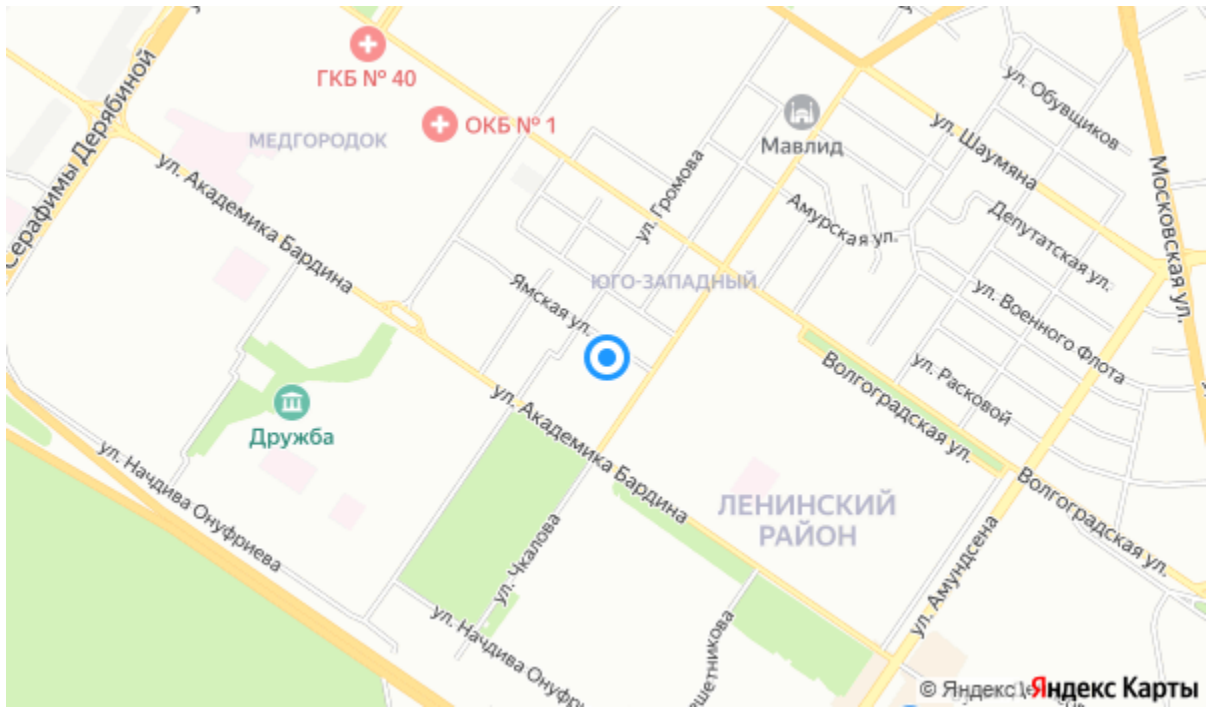 ГКБ № 40
ОКБ № 1
МЕДГОРОДОК
Серафимы Дерябиной
ул. Академика Бардина
ул. Громова
Мавлид
ул. Обувщиков
ул. Шаумяна
Московская ул.
Амурская ул.
Депутатская ул.
ЮГО-ЗАПАДНЫЙ
Ямская ул.
ул. Военного Флота
ул. Расковой
Волгоградская ул.
Дружба
ул. Академика Бардина
ул. Начдива Онуфриева
ЛЕНИНСКИЙ
РАЙОН
Волгоградская ул.
ул. Чкалова
ул. Амундсена
ул. Начдива Онуфри
шетникова
© Яндекс
Яндекс Карты